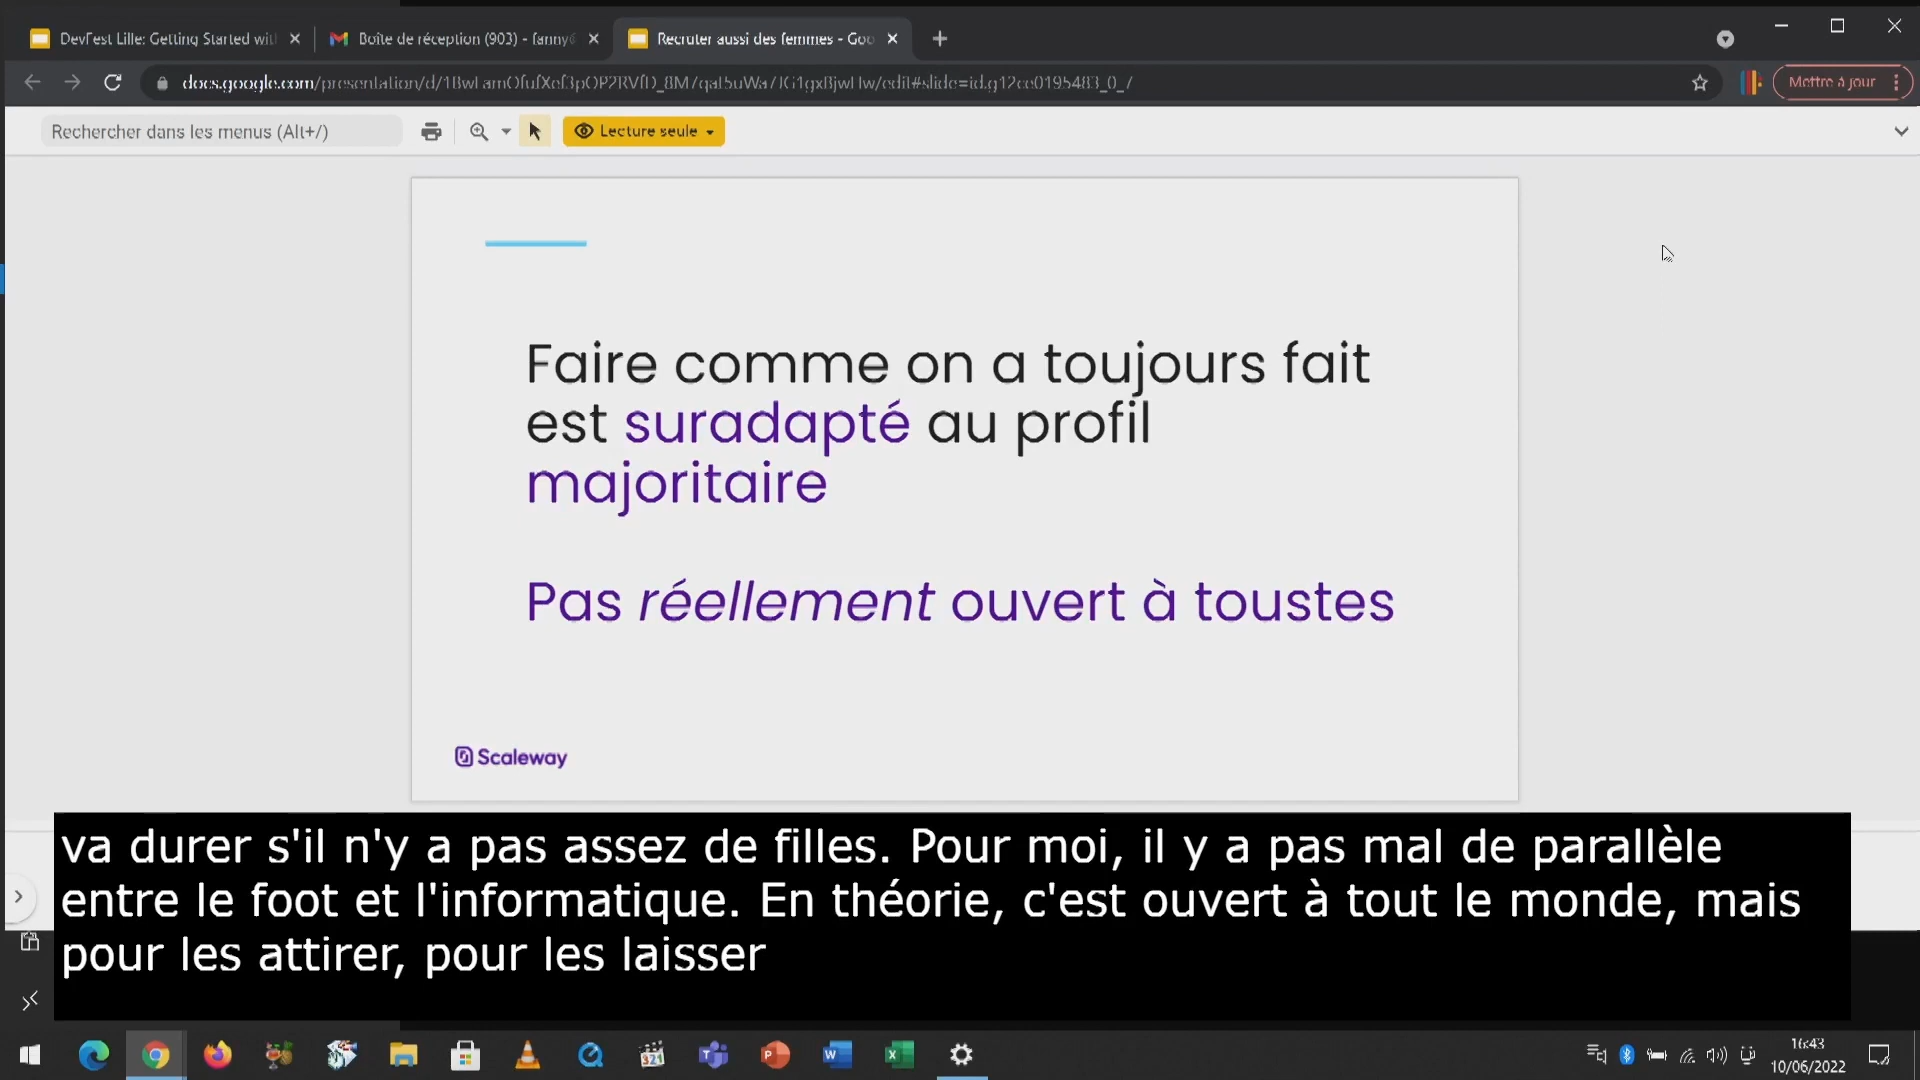 DevFest Lille: Getting Started wit
Boîte de réception (903) - fanny@
Recruter aussi des femmes - Goo
Mettre à jour
Rechercher dans les menus (Alt+/)
Lecture seule
Faire comme on a toujours fait
est suradapté au profil
majoritaire
Pas réellement ouvert à toustes
Scaleway
va durer s'il n'y a pas assez de filles. Pour moi, il y a pas mal de parallèle
entre le foot et l'informatique. En théorie, c'est ouvert à tout le monde, mais
pour les attirer, pour les laisser
16:43
10/06/2022